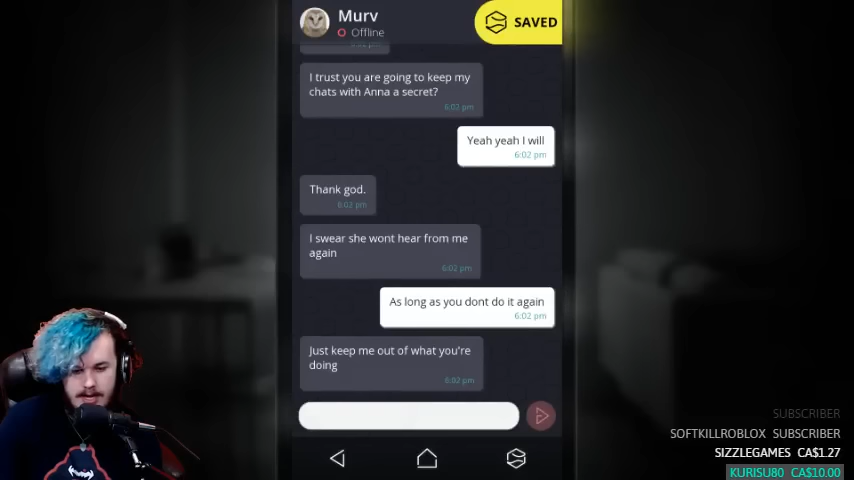 Murv
Offline
SAVED
I trust you are going to keep my
chats with Anna a secret?
6:02 pm
Yeah yeah I will
6:02 pm
Thank god.
6:02 pm
I swear she wont hear from me
again
6:02 pm
As long as you dont do it again
6:02 pm
Just keep me out of what you're
doing
6:02 pm
SUBSCRIBER
SOFTKILLROBLOX SUBSCRIBER
SIZZLEGAMES CA$1.27
KURISU80 CA$10.00